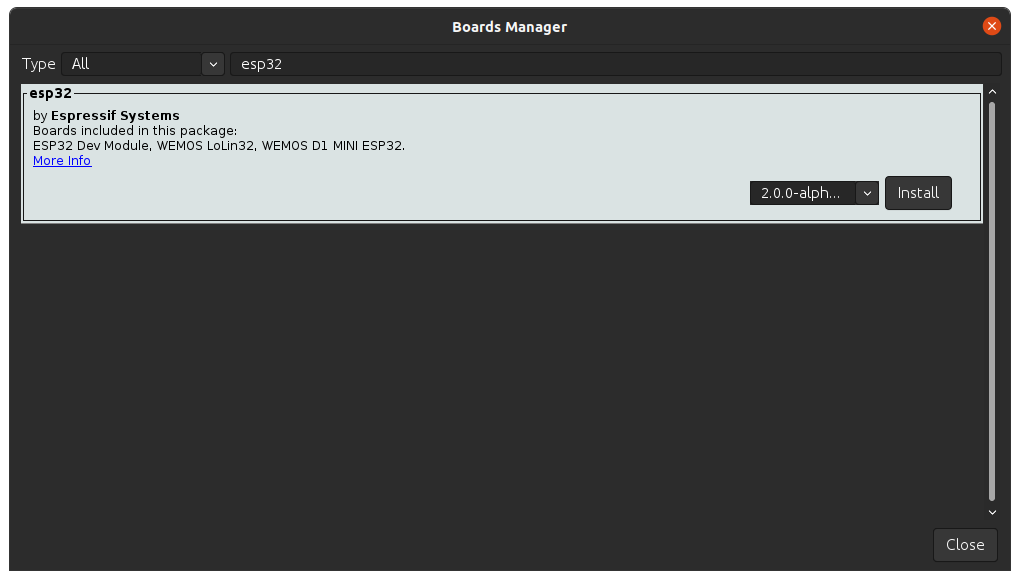 Boards Manager
Type All esp32
esp32
by Espressif Systems
Boards included in this package:
ESP32 Dev Module, WEMOS LoLin32, WEMOS D1 MINI ESP32.
More Info
2.0.0-alph... Install
Close